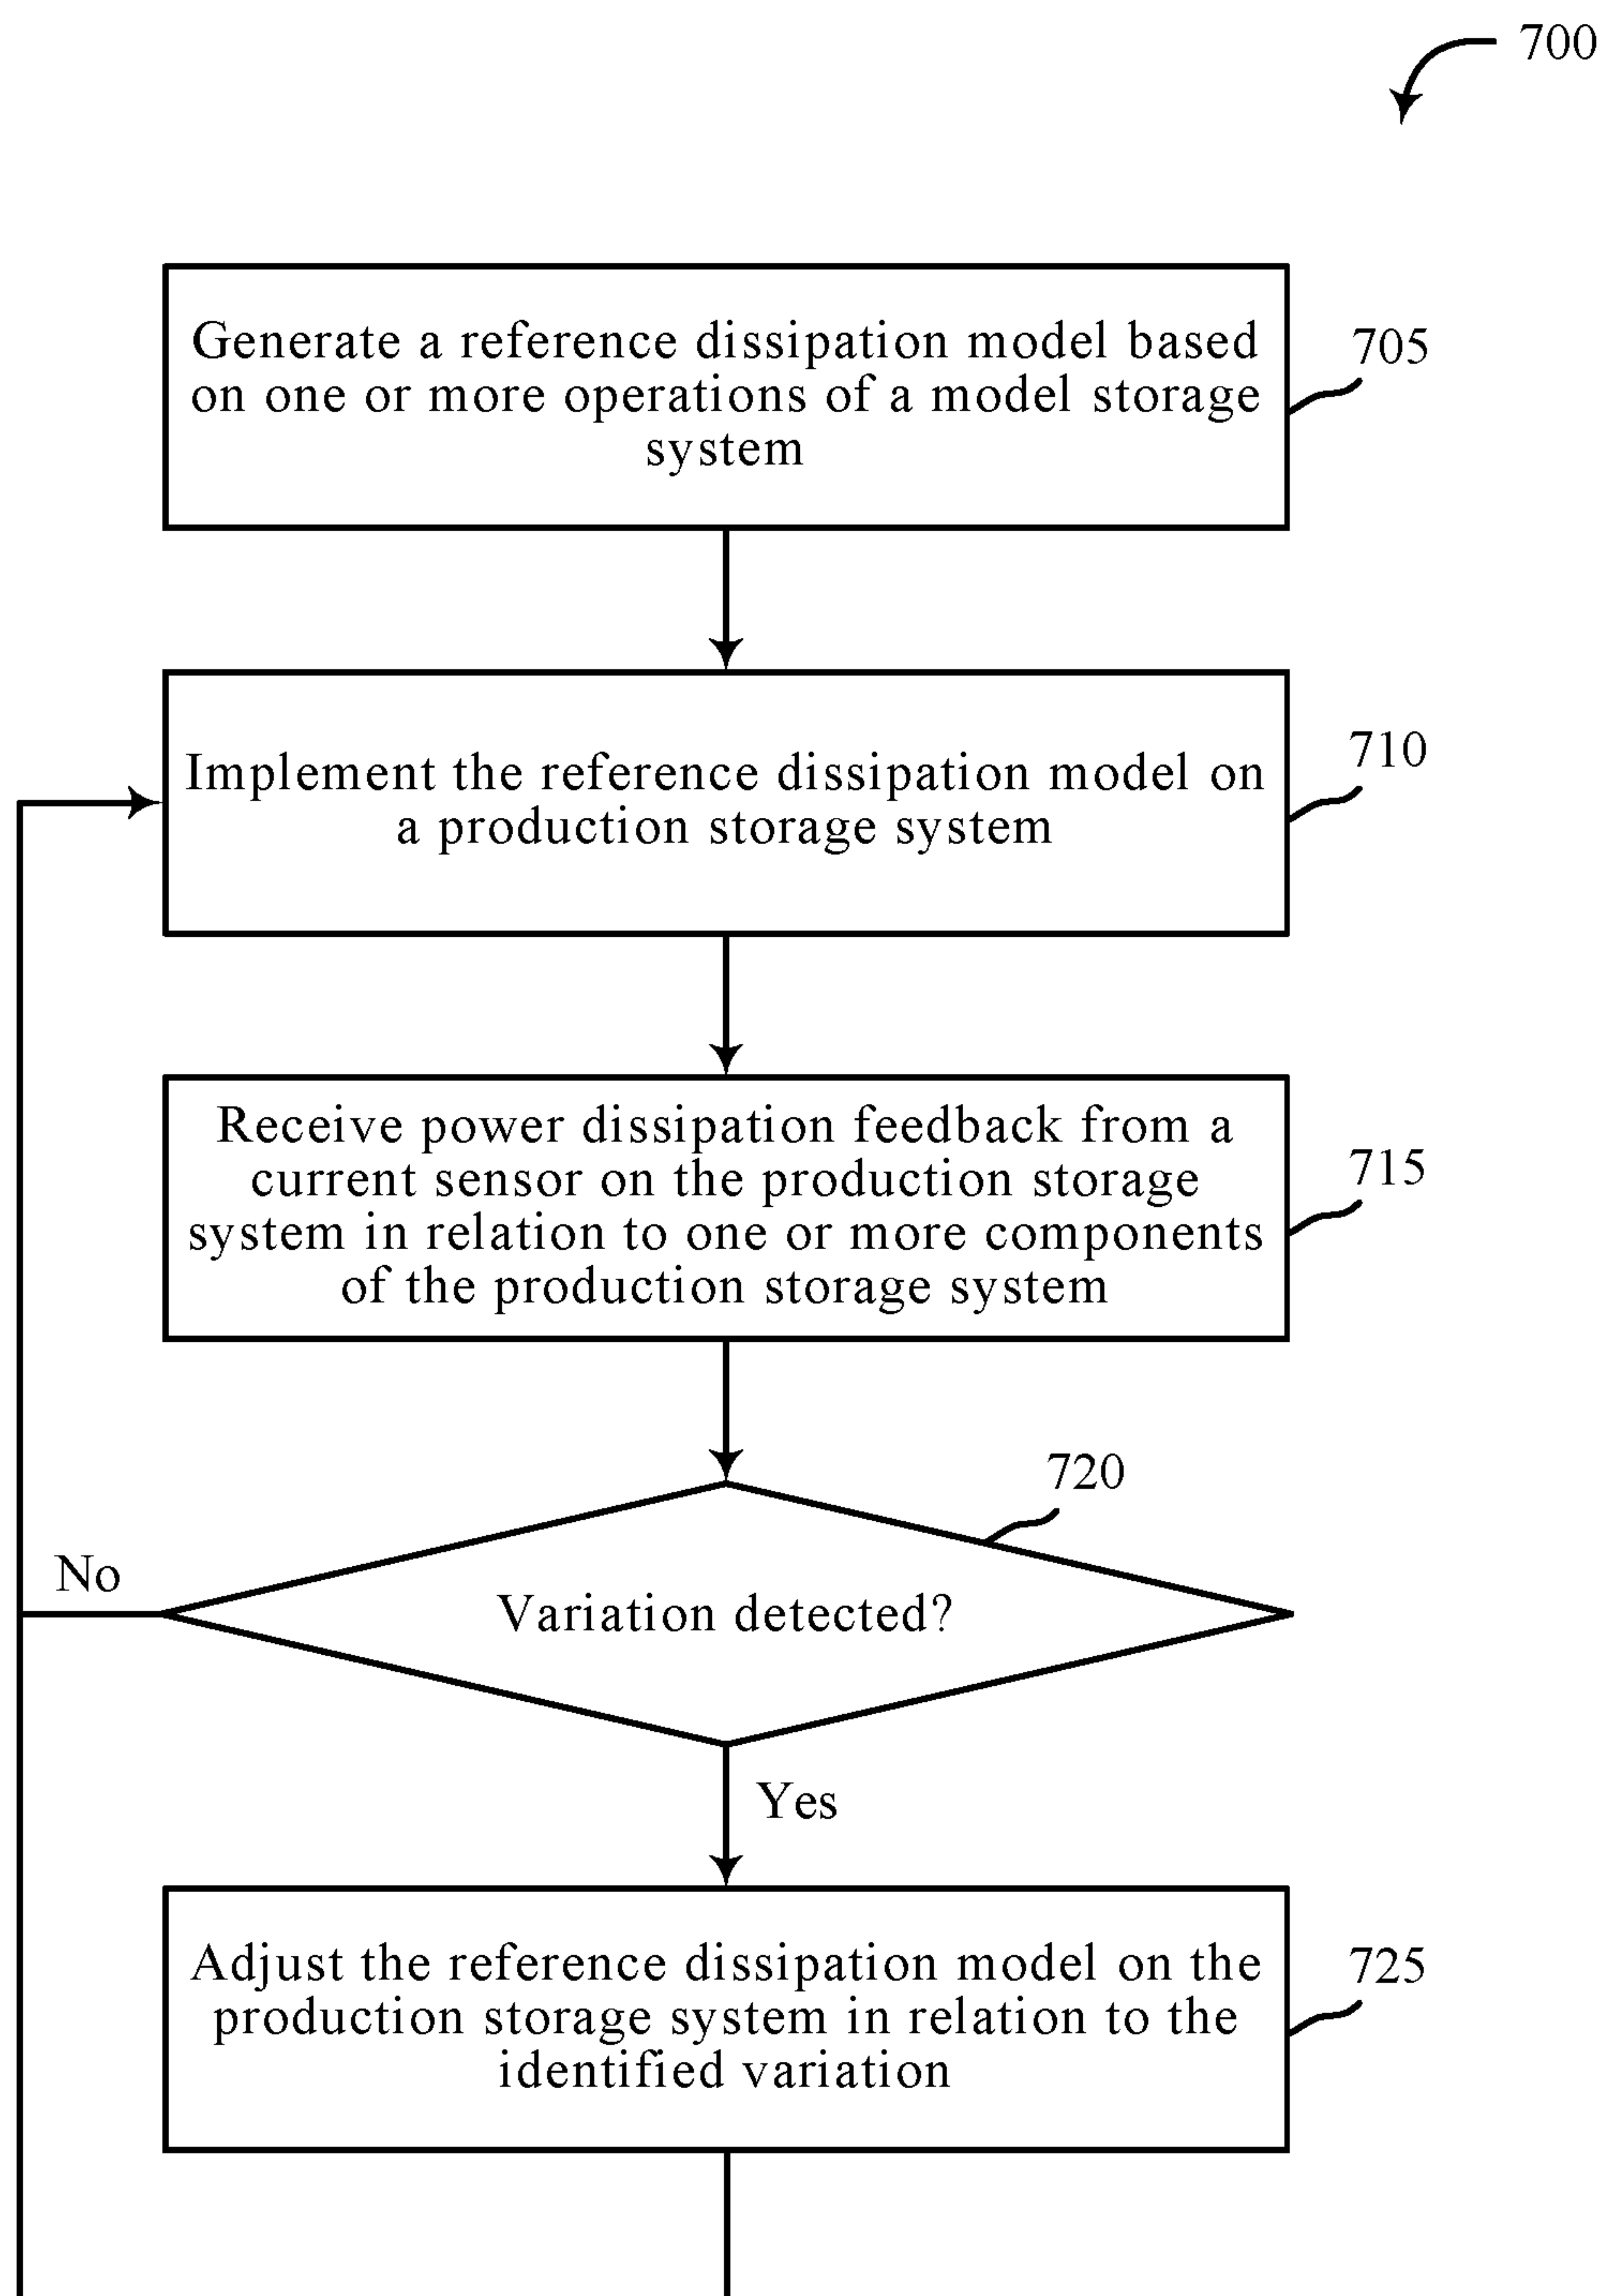 700
Generate a reference dissipation model based
on one or more operations of a model storage
system
705
Implement the reference dissipation model on
a production storage system
710
Receive power dissipation feedback from a
current sensor on the production storage
system in relation to one or more components
of the production storage system
715
720
Variation detected?
No
Yes
Adjust the reference dissipation model on the
production storage system in relation to the
identified variation
725